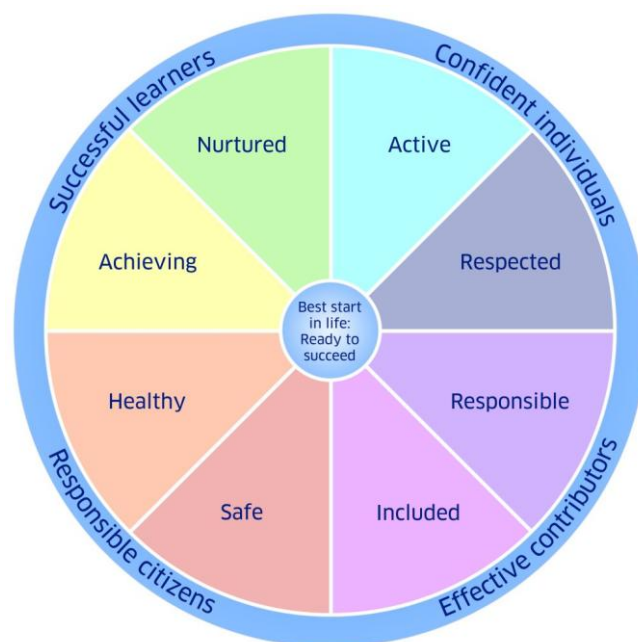 Successful learners
Confident individuals
Nurtured
Active
Achieving
Respected
Best start
in life:
Ready to
succeed
Healthy
Responsible
Safe
Included
Responsible citizens
Effective contributors